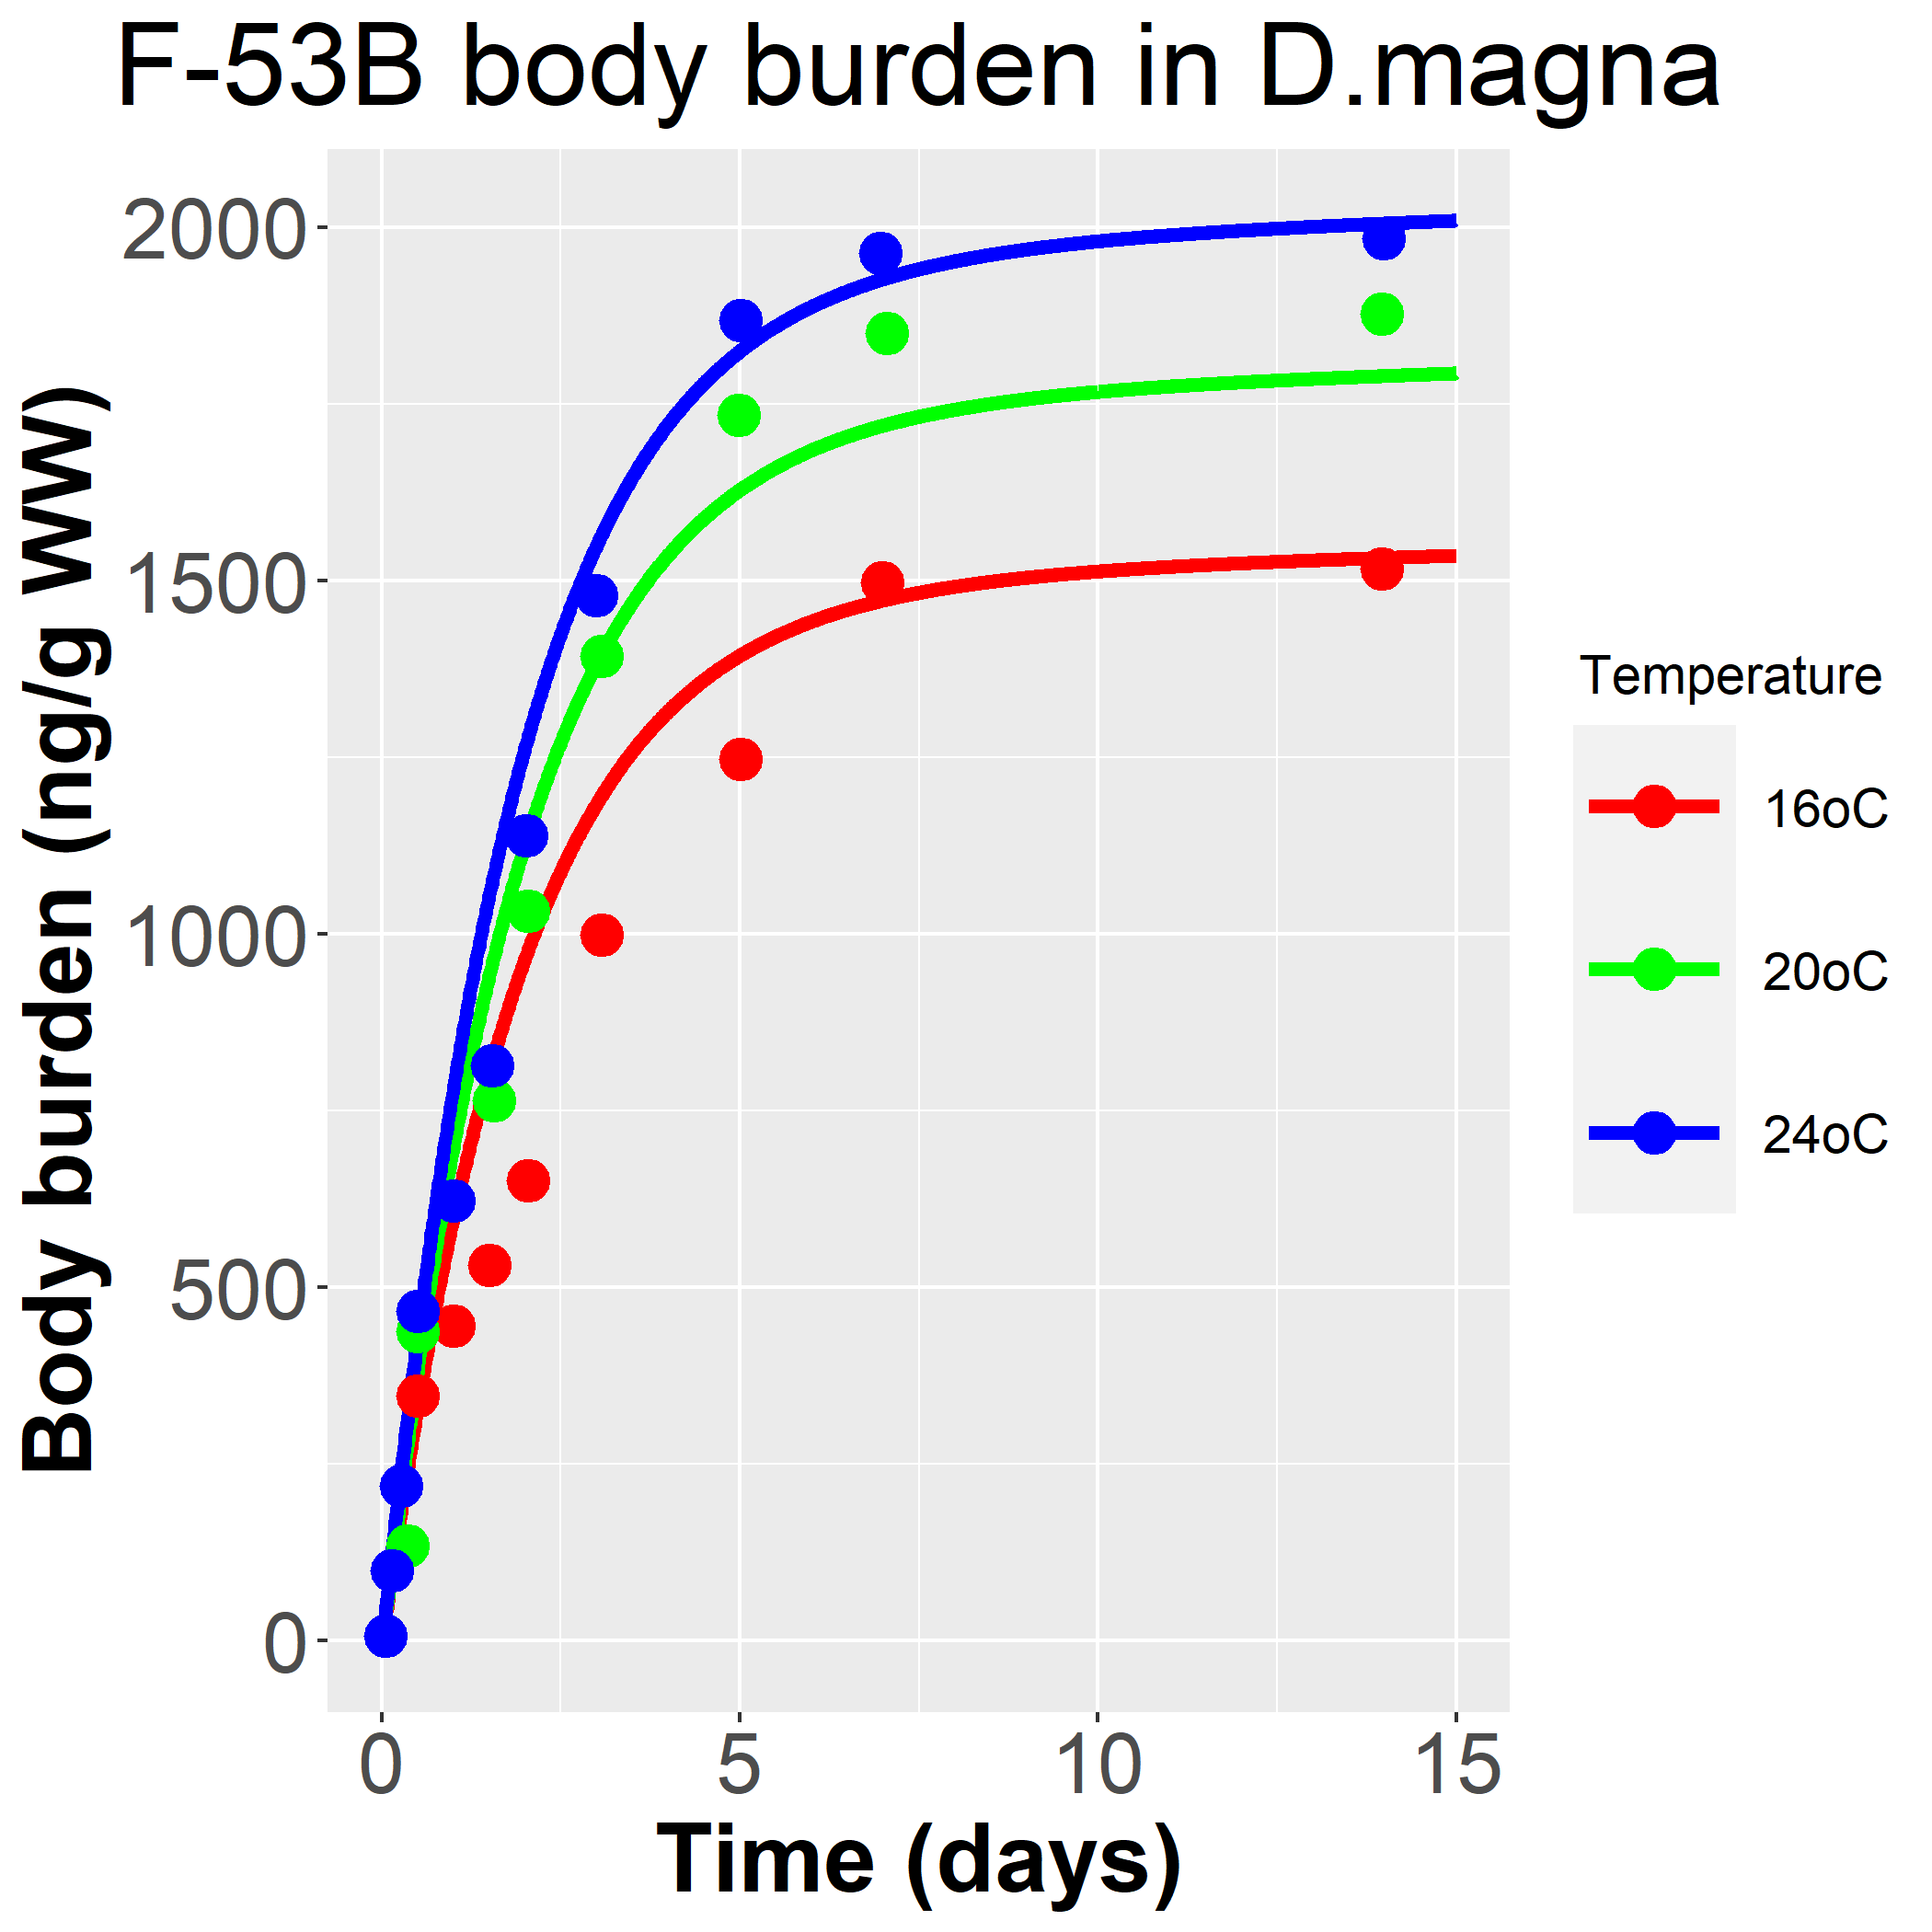 F-53B body burden in D.magna
Body burden (ng/g WW)
2000
1500
1000
500
0
0 5 10 15
Time (days)
Temperature
16oC
20oC
24oC